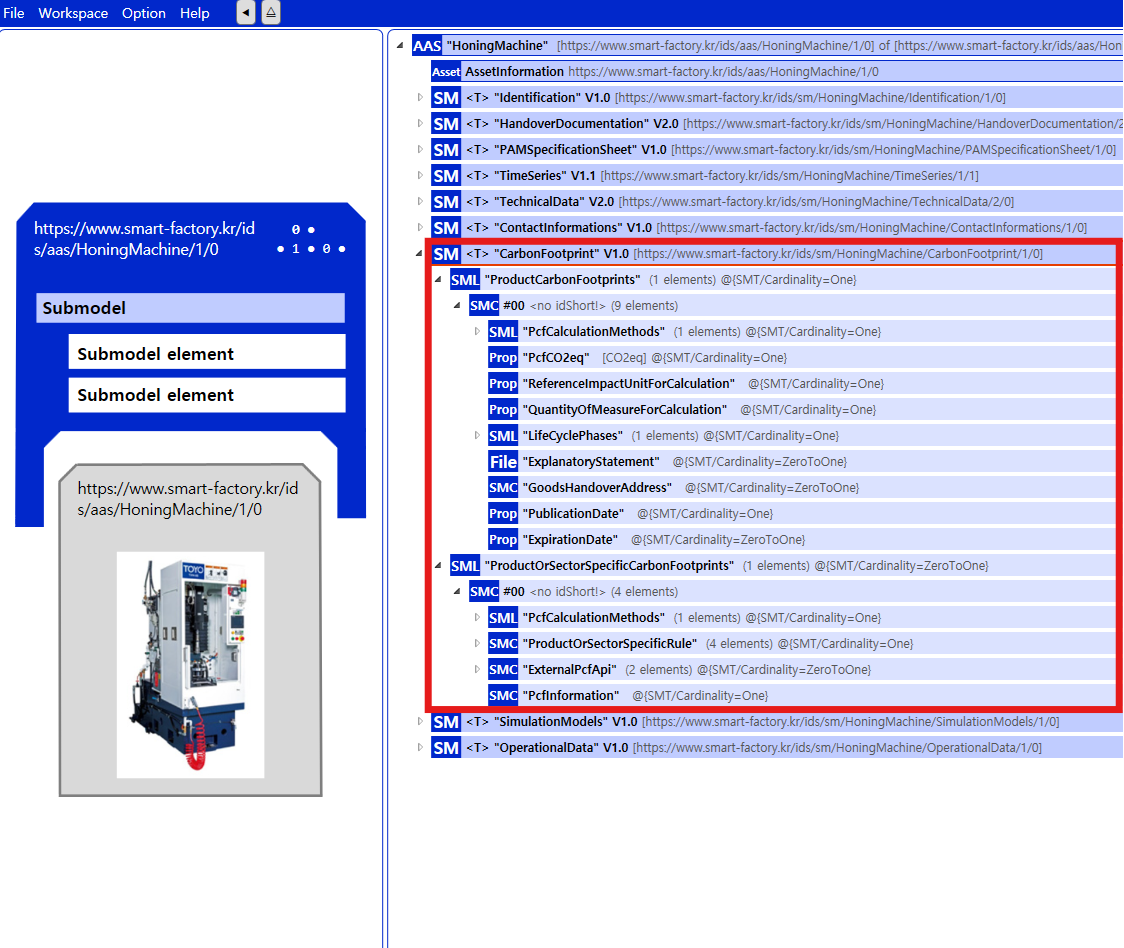 File Workspace Option Help
https://www.smart-factory.kr/id
s/aas/HoningMachine/1/0
0
1 0
Submodel
Submodel element
Submodel element
https://www.smart-factory.kr/id
s/aas/HoningMachine/1/0
TOYO
AAS "HoningMachine" [https://www.smart-factory.kr/ids/aas/HoningMachine/1/0] of [https://www.smart-factory.kr/ids/aas/Hon
Asset AssetInformation https://www.smart-factory.kr/ids/aas/HoningMachine/1/0
SM <T> "Identification" V1.0 [https://www.smart-factory.kr/ids/sm/HoningMachine/Identification/1/0]
SM <T> "HandoverDocumentation" V2.0 [https://www.smart-factory.kr/ids/sm/HoningMachine/HandoverDocumentation/2
SM <T> "PAMSpecificationSheet" V1.0 [https://www.smart-factory.kr/ids/sm/HoningMachine/PAMSpecificationSheet/1/0]
SM <T> "TimeSeries" V1.1 [https://www.smart-factory.kr/ids/sm/HoningMachine/TimeSeries/1/1]
SM <T> "TechnicalData" V2.0 [https://www.smart-factory.kr/ids/sm/HoningMachine/TechnicalData/2/0]
SM <T> "ContactInformations" V1.0 [https://www.smart-factory.kr/ids/sm/HoningMachine/ContactInformations/1/0]
SM <T> "CarbonFootprint" V1.0 [https://www.smart-factory.kr/ids/sm/HoningMachine/CarbonFootprint/1/0]
SML "ProductCarbonFootprints" (1 elements) @{SMT/Cardinality=One}
SMC #00 <no idShort!> (9 elements)
SML "PcfCalculationMethods" (1 elements) @{SMT/Cardinality=One}
Prop "PcfCO2eq" [CO2eq] @{SMT/Cardinality=One}
Prop "ReferenceImpactUnitForCalculation" @{SMT/Cardinality=One}
Prop "QuantityOfMeasureForCalculation" @{SMT/Cardinality=One}
SML "LifeCyclePhases" (1 elements) @{SMT/Cardinality=One}
File "ExplanatoryStatement" @{SMT/Cardinality=ZeroToOne}
SMC "GoodsHandoverAddress" @{SMT/Cardinality=ZeroToOne}
Prop "PublicationDate" @{SMT/Cardinality=One}
Prop "ExpirationDate" @{SMT/Cardinality=ZeroToOne}
SML "ProductOrSectorSpecificCarbonFootprints" (1 elements) @{SMT/Cardinality=ZeroToOne}
SMC #00 <no idShort!> (4 elements)
SML "PcfCalculationMethods" (1 elements) @{SMT/Cardinality=One}
SMC "ProductOrSectorSpecificRule" (4 elements) @{SMT/Cardinality=One}
SMC "ExternalPcfApi" (2 elements) @{SMT/Cardinality=ZeroToOne}
SMC "PcfInformation" @{SMT/Cardinality=One}
SM <T> "SimulationModels" V1.0 [https://www.smart-factory.kr/ids/sm/HoningMachine/SimulationModels/1/0]
SM <T> "OperationalData" V1.0 [https://www.smart-factory.kr/ids/sm/HoningMachine/OperationalData/1/0]